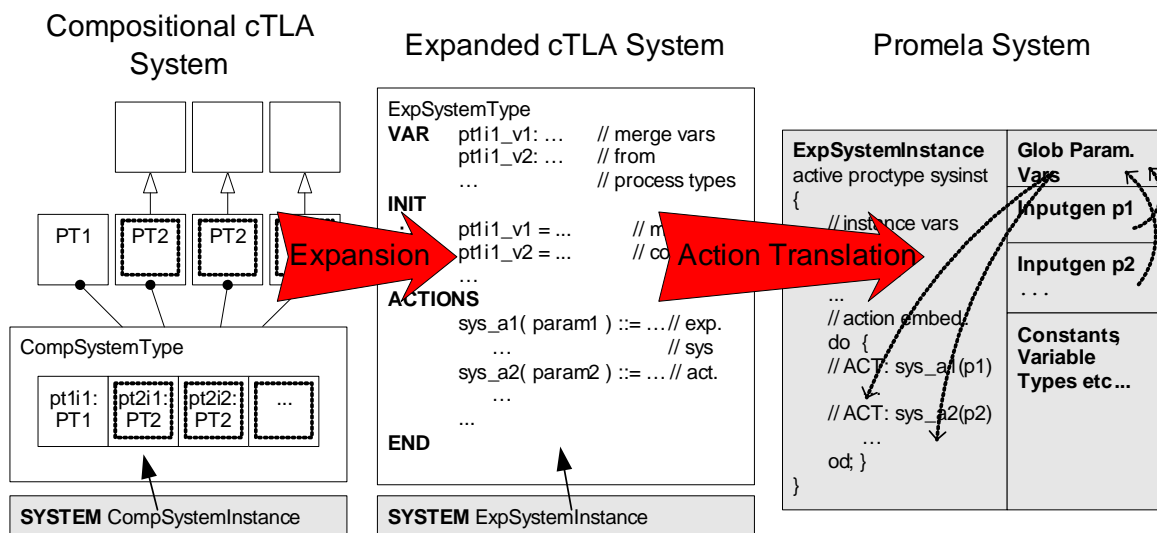 Compositional cTLA
System
PT1
PT2
PT2
CompSystemType
pt1i1:
PT1
pt2i1:
PT2
pt2i2:
PT2
...
SYSTEM CompSystemInstance
Expansion
Expanded cTLA System
ExpSystemType
VAR pt1i1_v1: … // merge vars
pt1i1_v2: … // from
… // process types
INIT
pt1i1_v1 = ... //
pt1i1_v2 = ... //
…
ACTIONS
sys_a1( param1 ) ::= … // exp.
… // sys
sys_a2( param2 ) ::= … // act.
…
...
END
SYSTEM ExpSystemInstance
Action Translation
Promela System
ExpSystemInstance
active proctype sysinst
{
// instance vars
...
// action embed.
do {
// ACT: sys_a1(p1)
// ACT: sys_a2(p2)
…
od; }
}
Glob Param.
Vars
Inputgen p1
Inputgen p2
. . .
Constants,
Variable
Types etc...